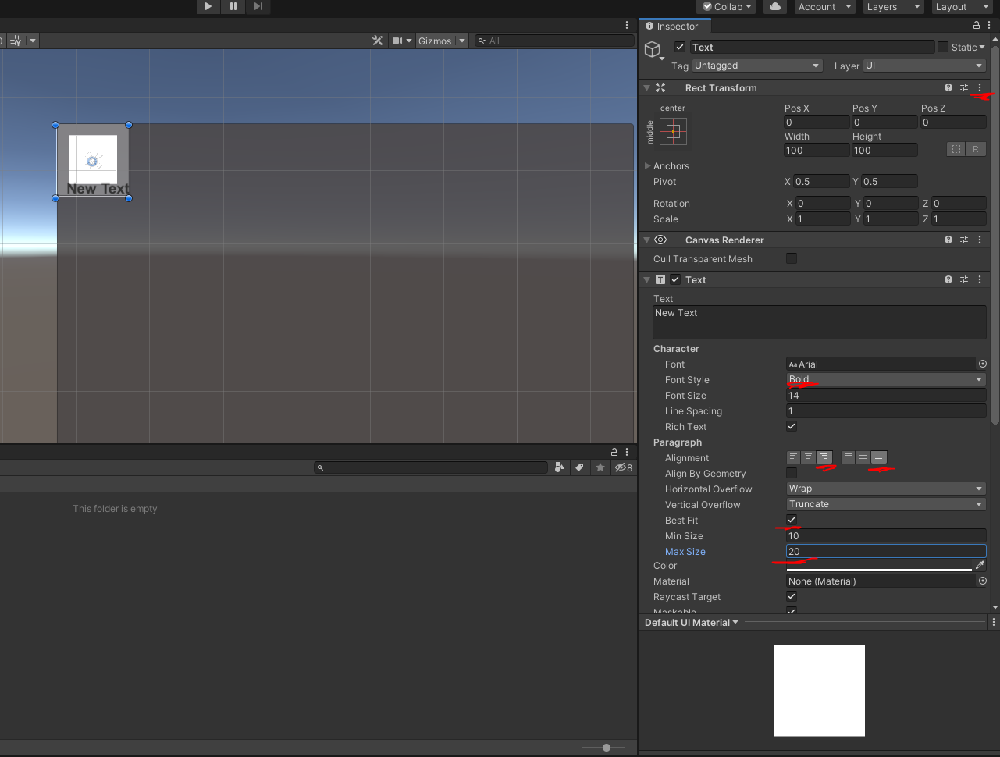 Collab Account Layers Layout
Inspector
Gizmos All
Text Static
Tag Untagged Layer UI
Rect Transform
center
middle
Pos X Pos Y Pos Z
0 0 0
Width Height
100 100 R
Anchors
Pivot X 0.5 Y 0.5
Rotation X 0 Y 0 Z 0
Scale X 1 Y 1 Z 1
New Text
Canvas Renderer
Cull Transparent Mesh
T Text
Text
New Text
Character
Font Aa Arial
Font Style Bold
Font Size 14
Line Spacing 1
Rich Text
Paragraph
Alignment
Align By Geometry
Horizontal Overflow Wrap
Vertical Overflow Truncate
Best Fit
Min Size 10
Max Size 20
Color
Material None (Material)
Raycast Target
Maskable
8
This folder is empty
Default UI Material